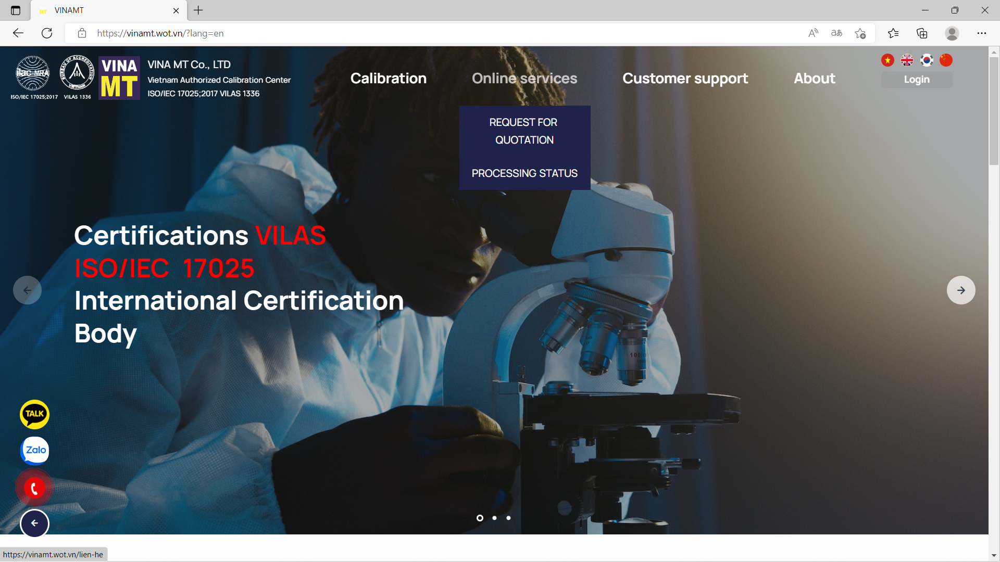 VINAMT
https://vinamt.wot.vn/?lang=en
ilac-MRA
ISO/IEC 17025;2017
BUREAU OF ACCREDITATION
VIETNAM
VILAS 1336
VINA
MT
VINA MT Co., LTD
Vietnam Authorized Calibration Center
ISO/IEC 17025;2017 VILAS 1336
Calibration
Online services
Customer support
About
Login
REQUEST FOR
QUOTATION
PROCESSING STATUS
Certifications VILAS
ISO/IEC 17025
International Certification
Body
TALK
Zalo
https://vinamt.wot.vn/lien-he